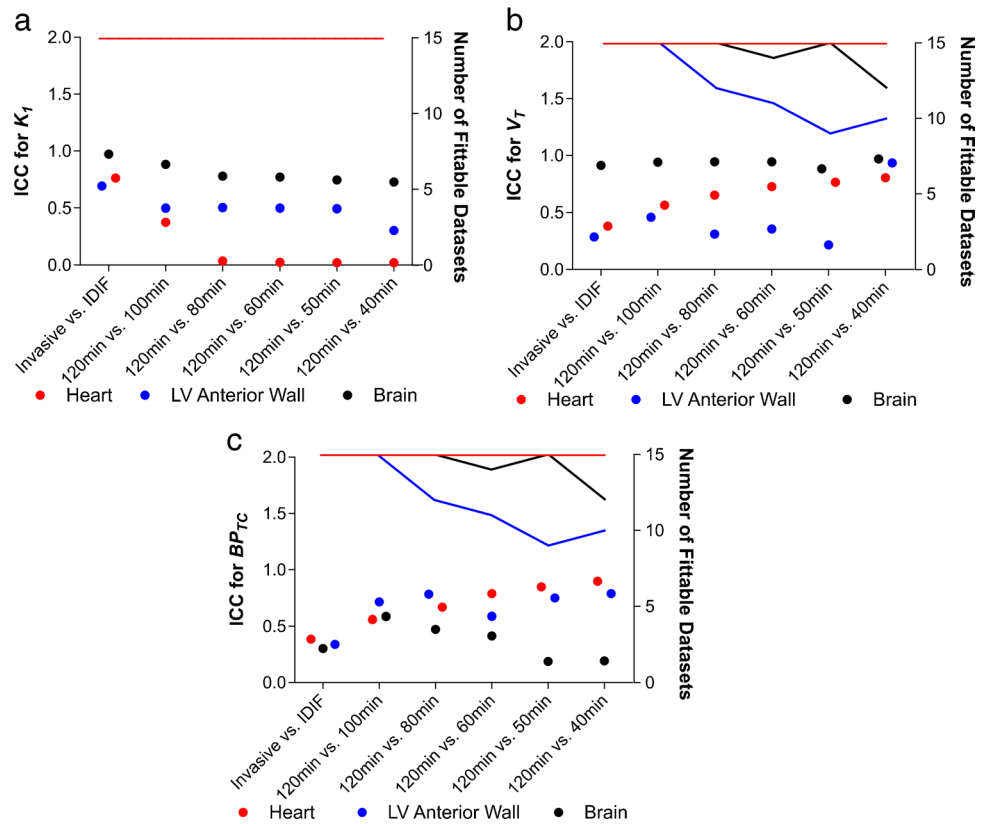 a
ICC for K1
2.0
1.5
1.0
0.5
0.0
15
10
5
0
Number of Fittable Datasets
Invasive vs. IDIF
120min vs. 100min
120min vs. 80min
120min vs. 60min
120min vs. 50min
120min vs. 40min
Heart
LV Anterior Wall
Brain
b
ICC for VT
2.0
1.5
1.0
0.5
0.0
15
10
5
0
Number of Fittable Datasets
Invasive vs. IDIF
120min vs. 100min
120min vs. 80min
120min vs. 60min
120min vs. 50min
120min vs. 40min
Heart
LV Anterior Wall
Brain
c
ICC for BPTC
2.0
1.5
1.0
0.5
0.0
15
10
5
0
Number of Fittable Datasets
Invasive vs. IDIF
120min vs. 100min
120min vs. 80min
120min vs. 60min
120min vs. 50min
120min vs. 40min
Heart
LV Anterior Wall
Brain